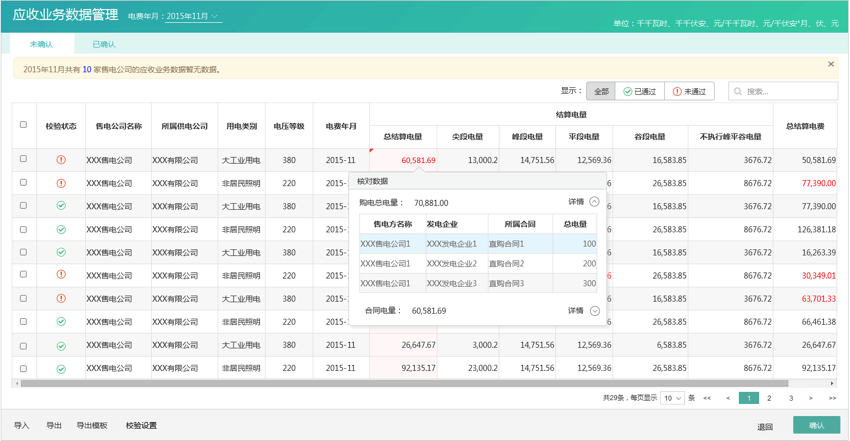 应收业务数据管理 电费年月：2015年11月
单位：千千瓦时、千千伏安、元/千千瓦时、元/千伏安*月、伏、元
未确认 已确认
2015年11月共有 10 家售电公司的应收业务数据暂无数据。
显示： 全部 已通过 未通过 搜索...
校验状态 售电公司名称 所属供电公司 用电类别 电压等级 电费年月 结算电量 总结算电费
总结算电量 尖段电量 峰段电量 平段电量 谷段电量 不执行峰平谷电量
XXX售电公司 XXX有限公司 大工业用电 380 2015-11 60,581.69 13,000.2 14,751.56 12,569.36 16,583.85 3676.72 50,581.69
XXX售电公司 XXX有限公司 非居民照明 220 2015- 6 26,583.85 8676.72 77,390.00
XXX售电公司 XXX有限公司 大工业用电 380 2015- 6 16,583.85 3676.72 77,390.00
XXX售电公司 XXX有限公司 非居民照明 220 2015- 6 26,583.85 8676.72 126,381.18
XXX售电公司 XXX有限公司 大工业用电 380 2015- 6 16,583.85 3676.72 16,263.39
XXX售电公司 XXX有限公司 非居民照明 220 2015- 6 26,583.85 8676.72 30,349.01
XXX售电公司 XXX有限公司 大工业用电 380 2015- 6 16,583.85 3676.72 63,701.33
XXX售电公司 XXX有限公司 非居民照明 220 2015- 6 26,583.85 8676.72 66,461.38
XXX售电公司 XXX有限公司 大工业用电 380 2015-11 26,647.67 3,000.2 14,751.56 12,569.36 6,583.85 3676.72 26,647.67
XXX售电公司 XXX有限公司 非居民照明 220 2015-11 92,135.17 23,000.2 14,751.56 12,569.36 26,583.85 8676.72 92,135.17
核对数据
购电总电量： 70,881.00 详情
售电方名称 发电企业 所属合同 总电量
XXX售电公司1 XXX发电企业1 直购合同1 100
XXX售电公司1 XXX发电企业2 直购合同2 200
XXX售电公司1 XXX发电企业3 直购合同3 300
合同电量： 60,581.69 详情
共29条，每页显示 10 条 << < 1 2 3 > >>
导入 导出 导出模板 校验设置 退回 确认